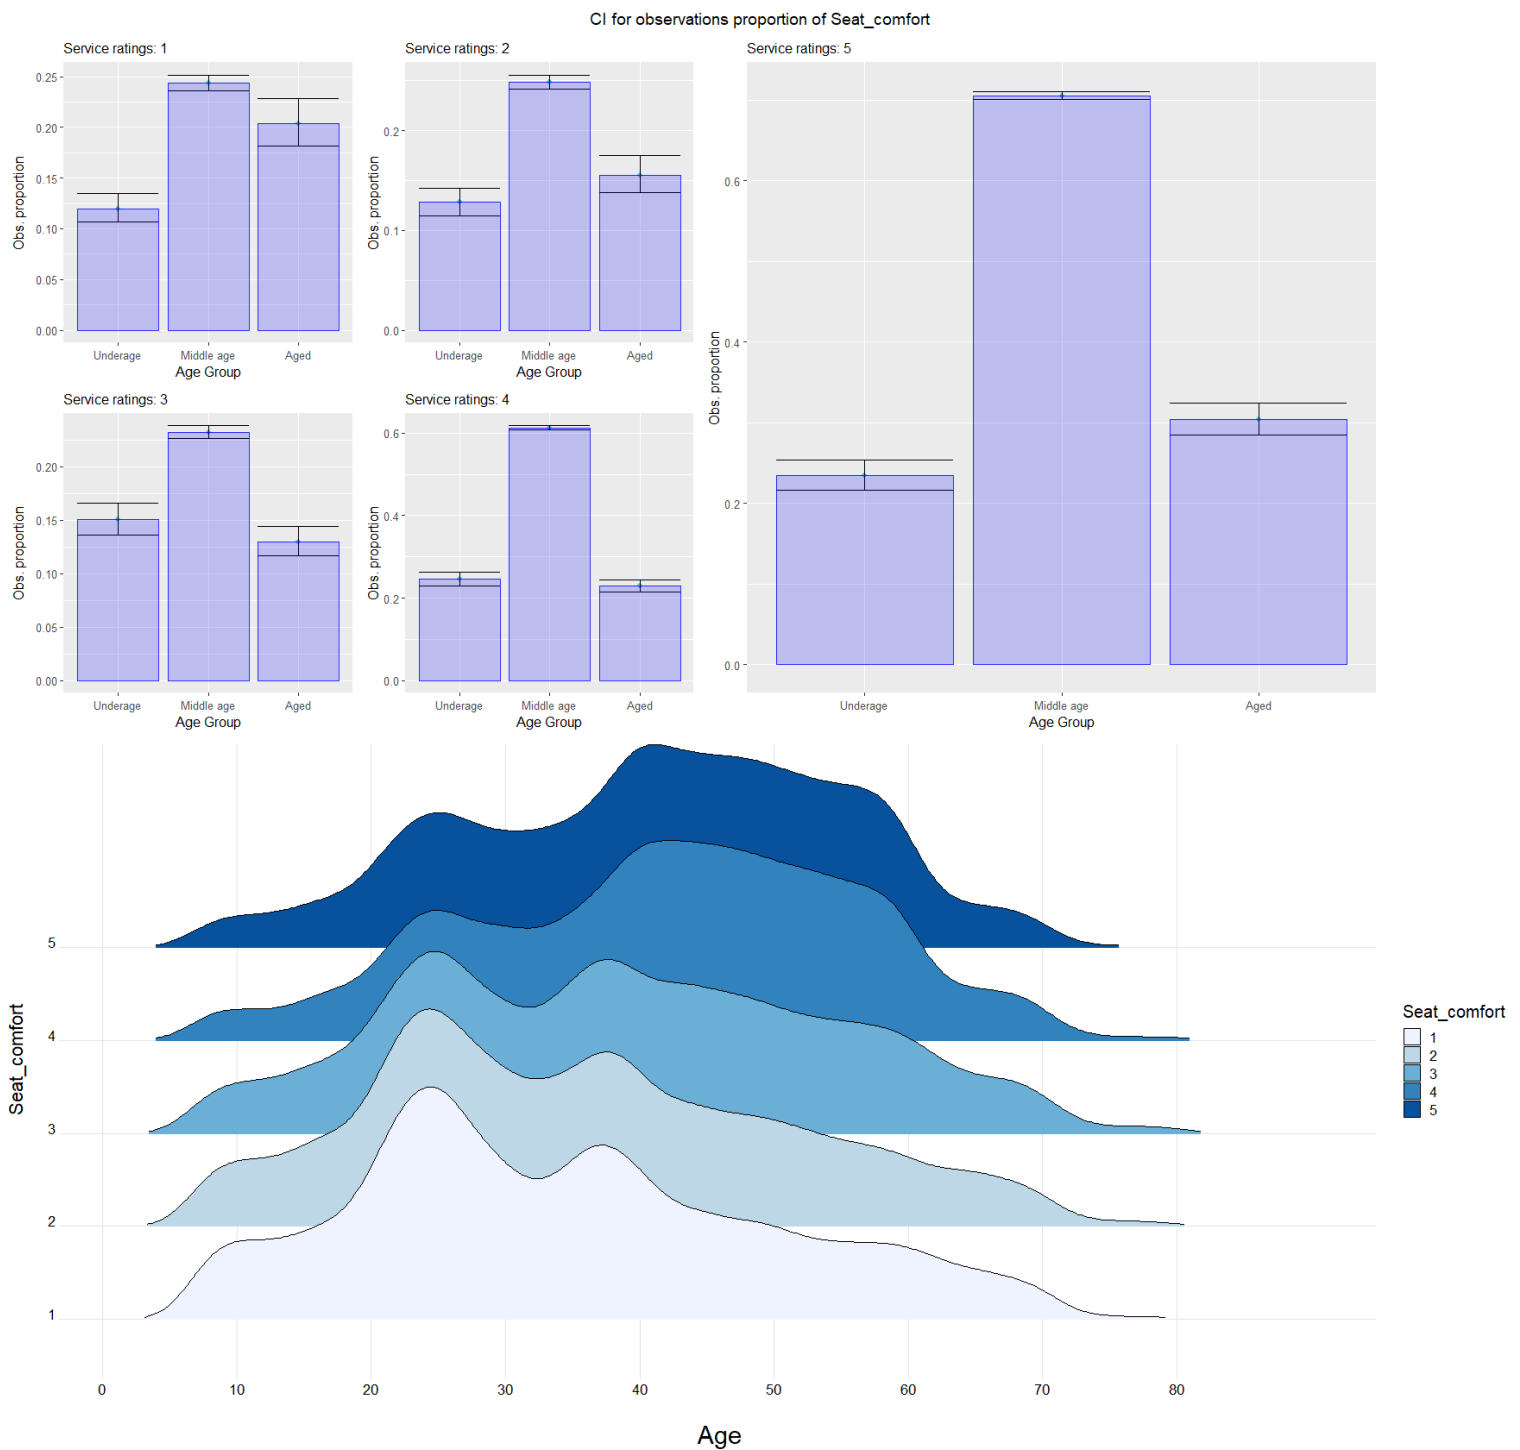 CI for observations proportion of Seat_comfort
Service ratings: 1
Obs. proportion
0.25
0.20
0.15
0.10
0.05
0.00
Underage Middle age Aged
Age Group
Service ratings: 2
Obs. proportion
0.2
0.1
0.0
Underage Middle age Aged
Age Group
Service ratings: 5
Obs. proportion
0.6
0.4
0.2
0.0
Underage Middle age Aged
Age Group
Service ratings: 3
Obs. proportion
0.20
0.15
0.10
0.05
0.00
Underage Middle age Aged
Age Group
Service ratings: 4
Obs. proportion
0.6
0.4
0.2
0.0
Underage Middle age Aged
Age Group
Seat_comfort
5
4
3
2
1
0 10 20 30 40 50 60 70 80
Age
Seat_comfort
1
2
3
4
5